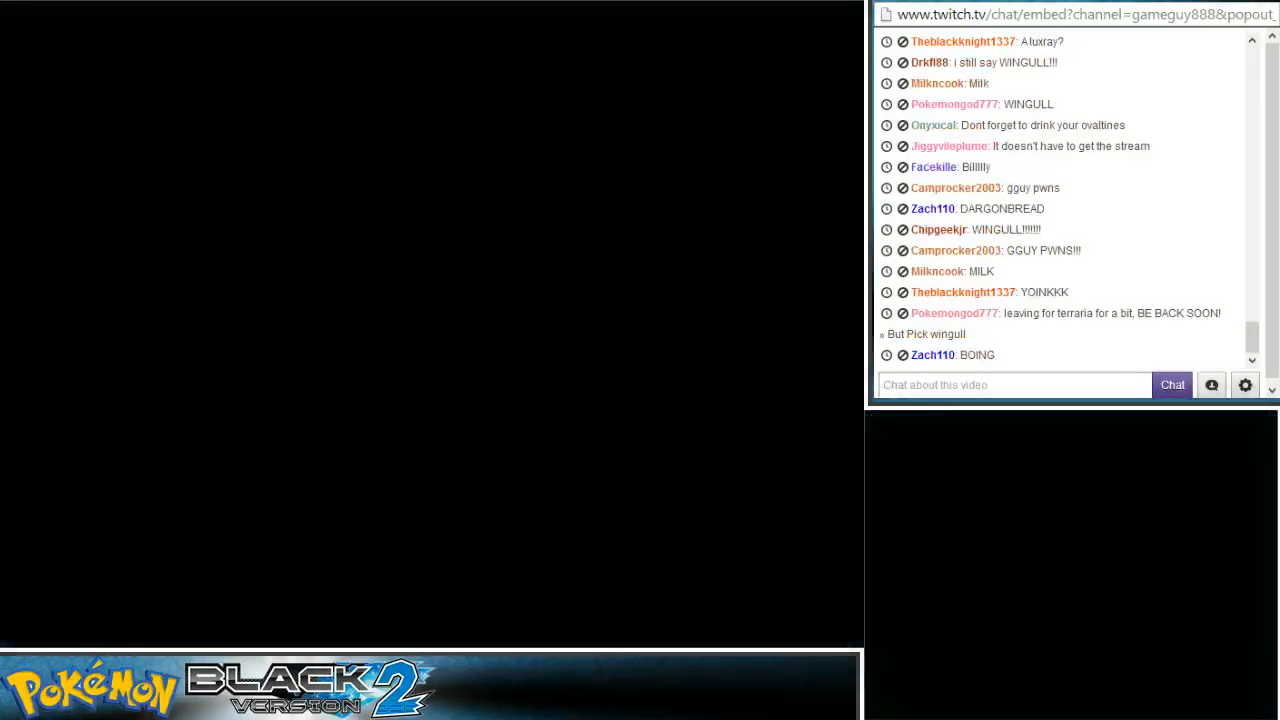 www.twitch.tv/chat/embed?channel=gameguy888&popout_
Theblackknight1337: A luxray?
Drkfl88: i still say WINGULL!!!
Milkncook: Milk
Pokemongod777: WINGULL
Onyxical: Dont forget to drink your ovaltines
Jiggyvileplume: It doesn't have to get the stream
Facekille: Billllly
Camprocker2003: gguy pwns
Zach110: DARGONBREAD
Chipgeekjr: WINGULL!!!!!!!
Camprocker2003: GGUY PWNS!!!
Milkncook: MILK
Theblackknight1337: YOINKKK
Pokemongod777: leaving for terraria for a bit, BE BACK SOON!
» But Pick wingull
Zach110: BOING
Chat about this video
Chat
POKéMON
BLACK 2
VERSION